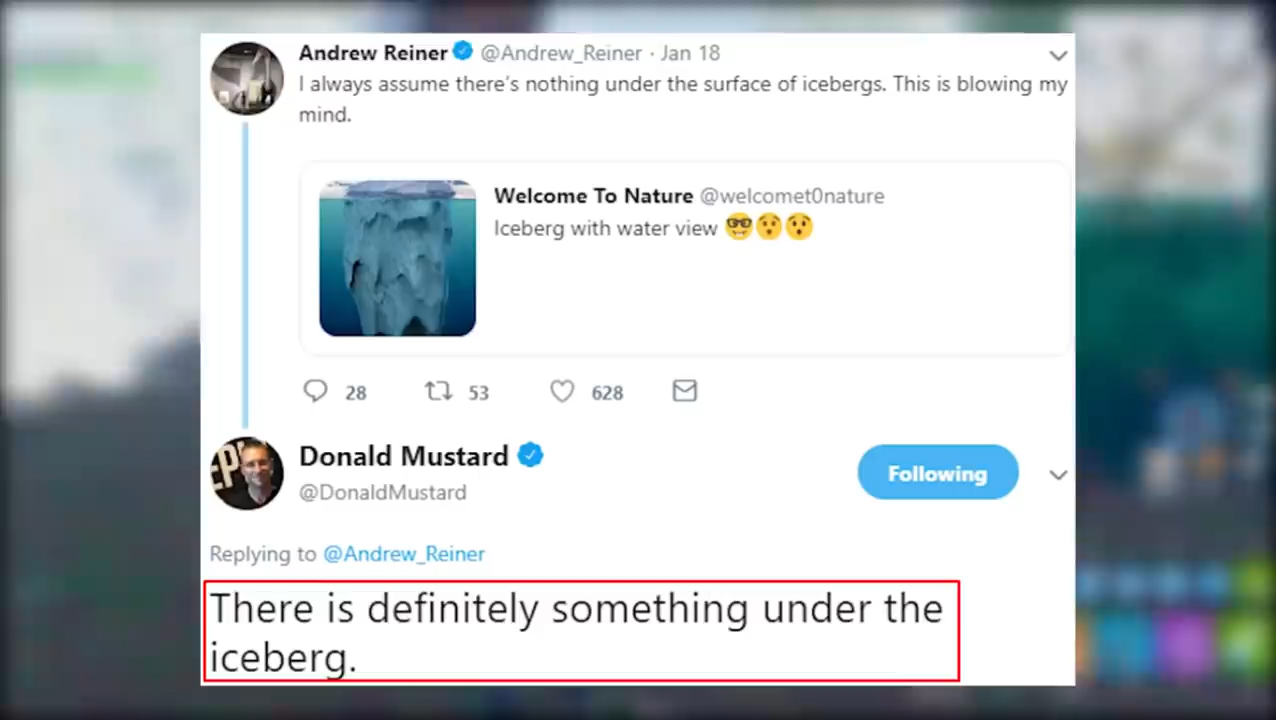 Andrew Reiner @Andrew_Reiner · Jan 18
I always assume there's nothing under the surface of icebergs. This is blowing my
mind.
Welcome To Nature @welcomet0nature
Iceberg with water view 🤓😯😯
28 53 628
Donald Mustard
@DonaldMustard
Following
Replying to @Andrew_Reiner
There is definitely something under the
iceberg.